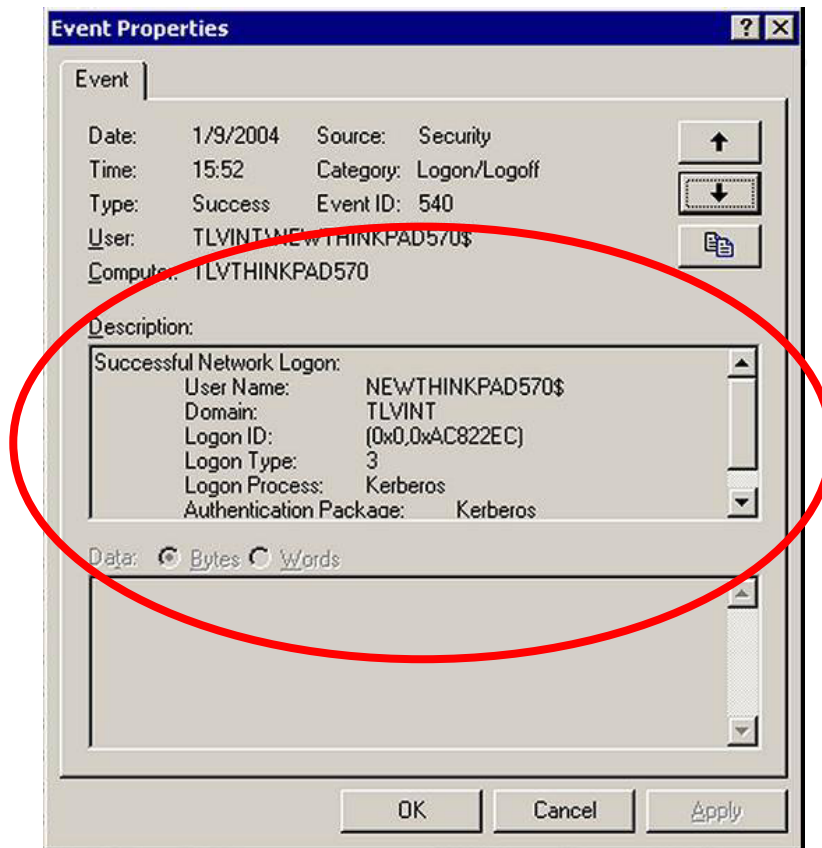 Event Properties
Event
Date: 1/9/2004 Source: Security
Time: 15:52 Category: Logon/Logoff
Type: Success Event ID: 540
User: TLVINT\NEWTHINKPAD570$
Computer: TLVTHINKPAD570
Description:
Successful Network Logon:
User Name: NEWTHINKPAD570$
Domain: TLVINT
Logon ID: (0x0,0xAC822EC)
Logon Type: 3
Logon Process: Kerberos
Authentication Package: Kerberos
Data: Bytes Words
OK Cancel Apply